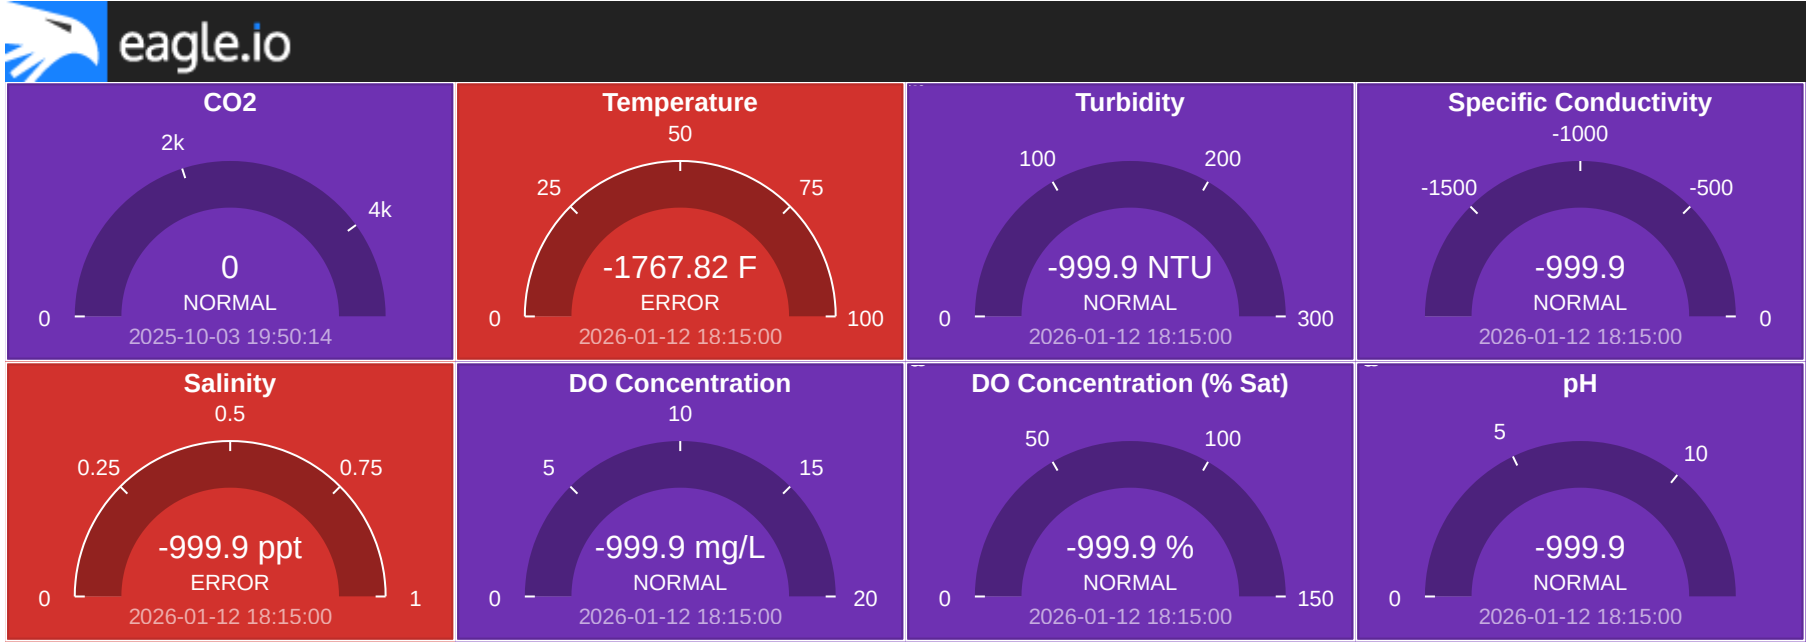 eagle.io
CO2
2k
4k
0
0
NORMAL
2025-10-03 19:50:14
Temperature
50
25
75
-1767.82 F
ERROR
0
100
2026-01-12 18:15:00
Turbidity
100
200
-999.9 NTU
NORMAL
0
300
2026-01-12 18:15:00
Specific Conductivity
-1000
-1500
-500
-999.9
NORMAL
0
2026-01-12 18:15:00
Salinity
0.5
0.25
0.75
-999.9 ppt
ERROR
0
1
2026-01-12 18:15:00
DO Concentration
10
5
15
-999.9 mg/L
NORMAL
0
20
2026-01-12 18:15:00
DO Concentration (% Sat)
50
100
-999.9 %
NORMAL
0
150
2026-01-12 18:15:00
pH
5
10
-999.9
NORMAL
0
2026-01-12 18:15:00